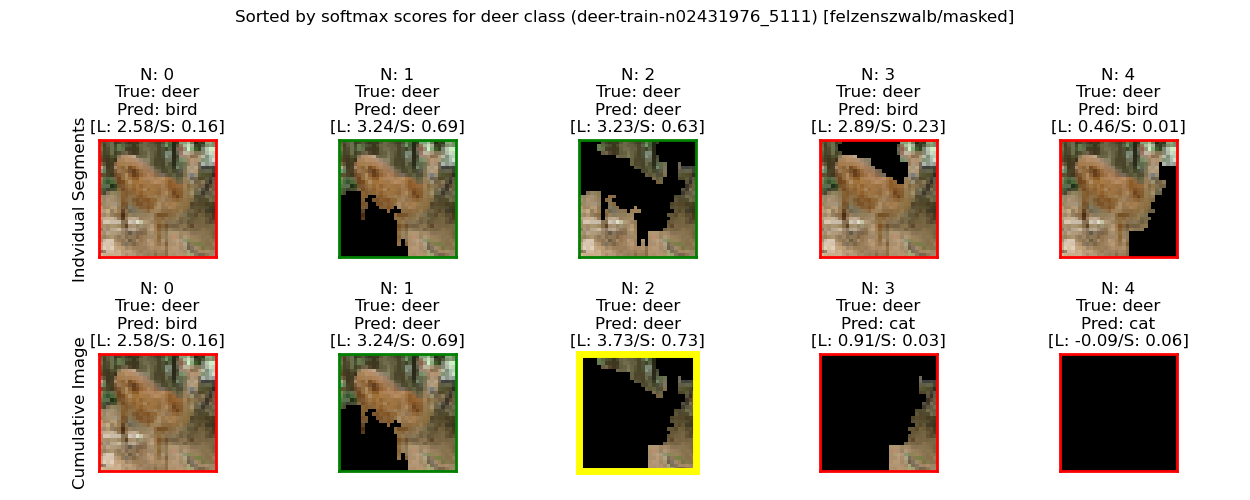 Sorted by softmax scores for deer class (deer-train-n02431976_5111) [felzenszwalb/masked]
Indvidual Segments
N: 0
True: deer
Pred: bird
[L: 2.58/S: 0.16]
N: 1
True: deer
Pred: deer
[L: 3.24/S: 0.69]
N: 2
True: deer
Pred: deer
[L: 3.23/S: 0.63]
N: 3
True: deer
Pred: bird
[L: 2.89/S: 0.23]
N: 4
True: deer
Pred: bird
[L: 0.46/S: 0.01]
Cumulative Image
N: 0
True: deer
Pred: bird
[L: 2.58/S: 0.16]
N: 1
True: deer
Pred: deer
[L: 3.24/S: 0.69]
N: 2
True: deer
Pred: deer
[L: 3.73/S: 0.73]
N: 3
True: deer
Pred: cat
[L: 0.91/S: 0.03]
N: 4
True: deer
Pred: cat
[L: -0.09/S: 0.06]